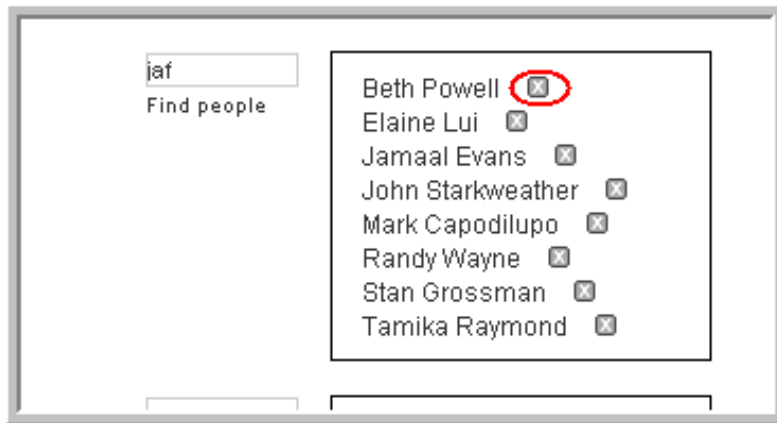 jaf
Find people
Beth Powell x
Elaine Lui x
Jamaal Evans x
John Starkweather x
Mark Capodilupo x
Randy Wayne x
Stan Grossman x
Tamika Raymond x